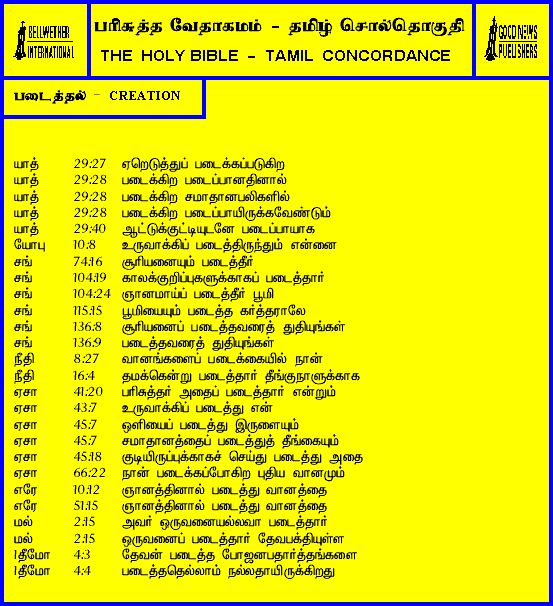 BELLWETHER
INTERNATIONAL
பரிசுத்த வேதாகமம் - தமிழ் சொல்தொகுதி
THE HOLY BIBLE - TAMIL CONCORDANCE
GOOD NEWS
PUBLISHERS
படைத்தல் - CREATION
யாத் 29:27 ஏறெடுத்துப் படைக்கப்படுகிற
யாத் 29:28 படைக்கிற படைப்பானதினால்
யாத் 29:28 படைக்கிற சமாதானபலிகளில்
யாத் 29:28 படைக்கிற படைப்பாயிருக்கவேண்டும்
யாத் 29:40 ஆட்டுக்குட்டியுடனே படைப்பாயாக
யோபு 10:8 உருவாக்கிப் படைத்திருந்தும் என்னை
சங் 74:16 சூரியனையும் படைத்தீர்
சங் 104:19 காலக்குறிப்புகளுக்காகப் படைத்தார்
சங் 104:24 ஞானமாய்ப் படைத்தீர் பூமி
சங் 115:15 பூமியையும் படைத்த கர்த்தராலே
சங் 136:8 சூரியனைப் படைத்தவரைத் துதியுங்கள்
சங் 136:9 படைத்தவரைத் துதியுங்கள்
நீதி 8:27 வானங்களைப் படைக்கையில் நான்
நீதி 16:4 தமக்கென்று படைத்தார் தீங்குநாளுக்காக
ஏசா 41:20 பரிசுத்தர் அதைப் படைத்தார் என்றும்
ஏசா 43:7 உருவாக்கிப் படைத்து என்
ஏசா 45:7 ஒளியைப் படைத்து இருளையும்
ஏசா 45:7 சமாதானத்தைப் படைத்துத் தீங்கையும்
ஏசா 45:18 குடியிருப்புக்காகச் செய்து படைத்து அதை
ஏசா 66:22 நான் படைக்கப்போகிற புதிய வானமும்
எரே 10:12 ஞானத்தினால் படைத்து வானத்தை
எரே 51:15 ஞானத்தினால் படைத்து வானத்தை
மல் 2:15 அவர் ஒருவனையல்லவா படைத்தார்
மல் 2:15 ஒருவனைப் படைத்தார் தேவபக்தியுள்ள
1தீமோ 4:3 தேவன் படைத்த போஜனபதார்த்தங்களை
1தீமோ 4:4 படைத்ததெல்லாம் நல்லதாயிருக்கிறது